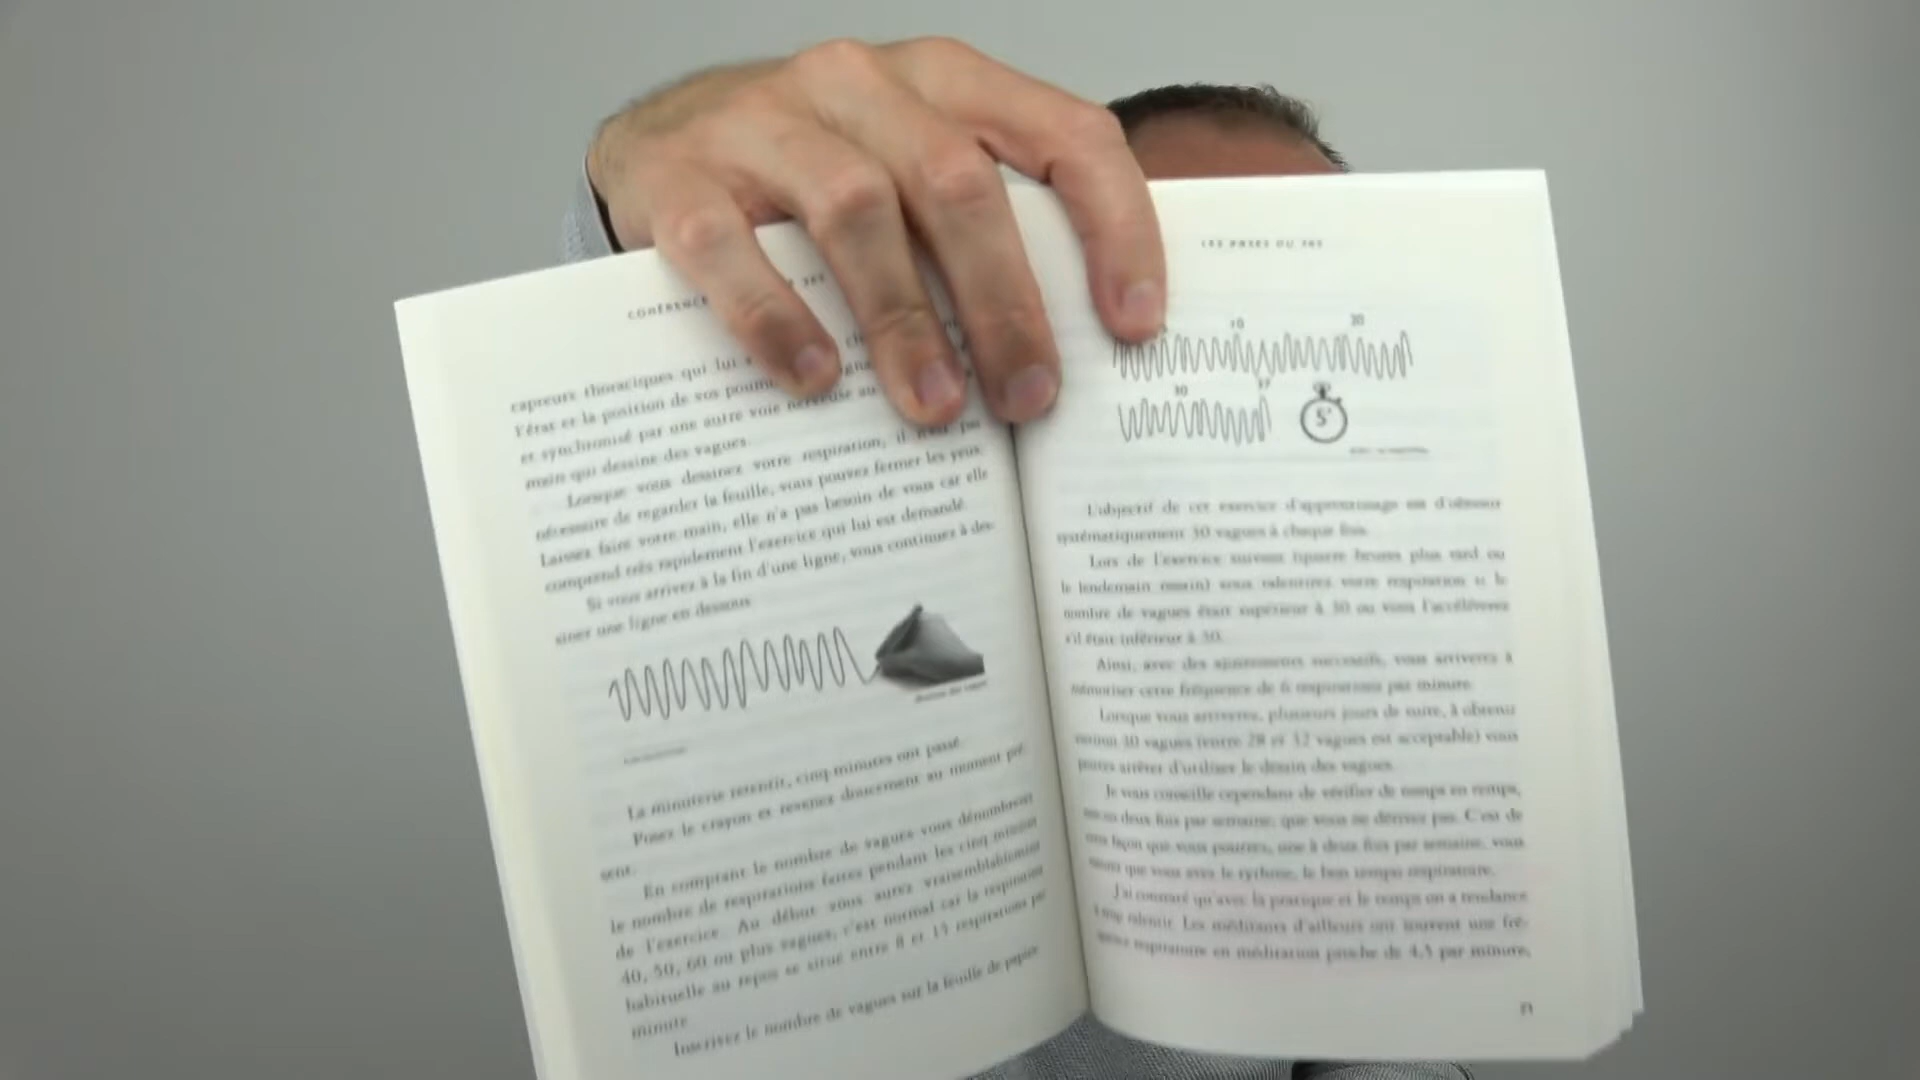 COHÉRENCE 365
capteurs thoraciques qui lui
l'état et la position de vos
et synchronisé par une autre voie nerveuse au
main qui dessine des vagues.
Lorsque vous dessinez votre respiration, il n'est pas
nécessaire de regarder la feuille, vous pouvez fermer les yeux.
Laissez faire votre main, elle n'a pas besoin de vous car elle
comprend très rapidement l'exercice qui lui est demandé.
Si vous arrivez à la fin d'une ligne, vous continuez à des-
siner une ligne en dessous.
La minuterie retentit, cinq minutes ont passé.
Posez le crayon et revenez doucement au moment pré-
sent.
En comptant le nombre de vagues vous dénombrerez
le nombre de respirations faites pendant les cinq minutes
de l'exercice. Au début vous aurez vraisemblablement
40, 50, 60 ou plus vagues, c'est normal car la respiration
habituelle au repos se situe entre 8 et 15 respirations par
minute.
Inscrivez le nombre de vagues sur la feuille de papier
LES BASES DU 365
10 20
30 37
5'
L'objectif de cet exercice d'apprentissage est d'obtenir
systématiquement 30 vagues à chaque fois.
Lors de l'exercice suivant (quatre heures plus tard ou
le lendemain matin) vous ralentirez votre respiration si le
nombre de vagues était supérieur à 30 ou vous l'accélérerez
s'il était inférieur à 30.
Ainsi, avec des ajustements successifs, vous arriverez à
mémoriser cette fréquence de 6 respirations par minute.
Lorsque vous arriverez, plusieurs jours de suite, à obtenir
environ 30 vagues (entre 28 et 32 vagues est acceptable) vous
pourrez arrêter d'utiliser le dessin des vagues.
Je vous conseille cependant de vérifier de temps en temps,
une ou deux fois par semaine, que vous ne dérivez pas. C'est de
cette façon que vous pourrez, une à deux fois par semaine, vous
assurer que vous avez le rythme, le bon tempo respiratoire.
J'ai constaté qu'avec la pratique et le temps on a tendance
à ralentir. Les méditants d'ailleurs ont souvent une fré-
quence respiratoire en méditation proche de 4,5 par minute,